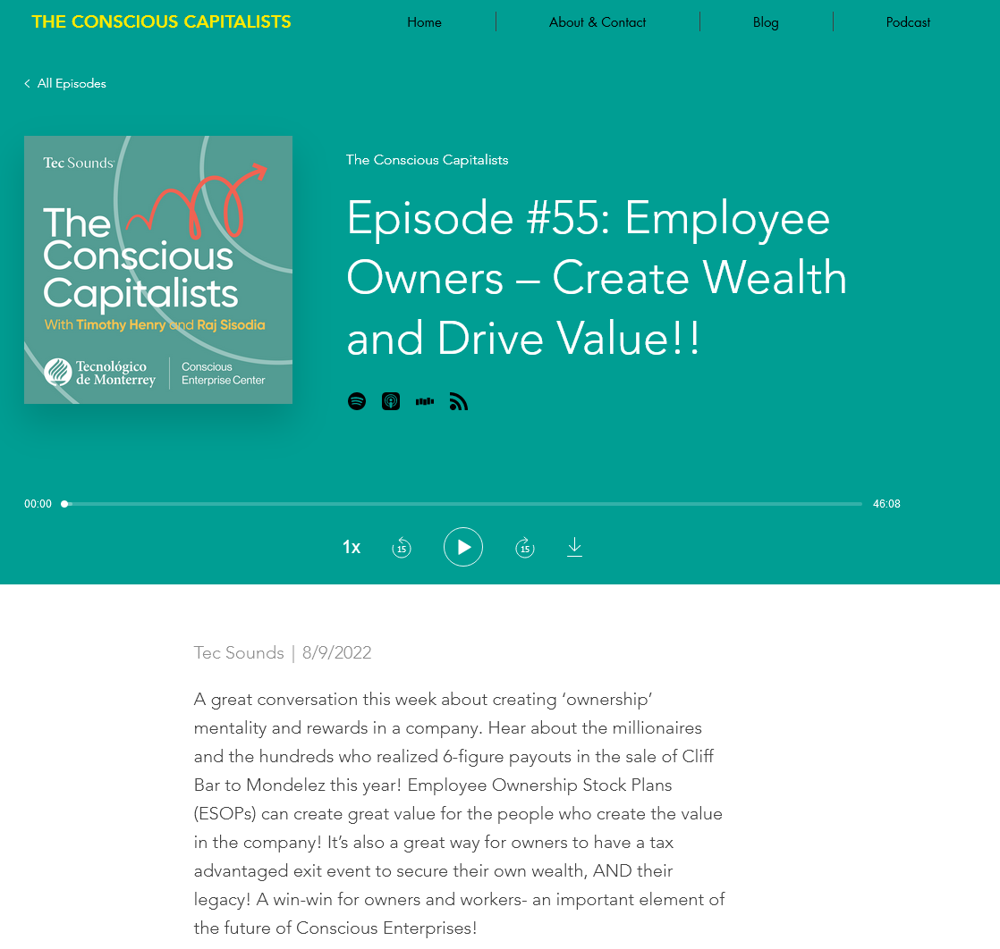 THE CONSCIOUS CAPITALISTS
Home
About & Contact
Blog
Podcast
All Episodes
Tec Sounds
The
Conscious
Capitalists
With Timothy Henry and Raj Sisodia
Tecnológico
de Monterrey
Conscious
Enterprise Center
The Conscious Capitalists
Episode #55: Employee
Owners – Create Wealth
and Drive Value!!
00:00
46:08
1x
15
15
Tec Sounds | 8/9/2022
A great conversation this week about creating ‘ownership’
mentality and rewards in a company. Hear about the millionaires
and the hundreds who realized 6-figure payouts in the sale of Cliff
Bar to Mondelez this year! Employee Ownership Stock Plans
(ESOPs) can create great value for the people who create the value
in the company! It’s also a great way for owners to have a tax
advantaged exit event to secure their own wealth, AND their
legacy! A win-win for owners and workers- an important element of
the future of Conscious Enterprises!